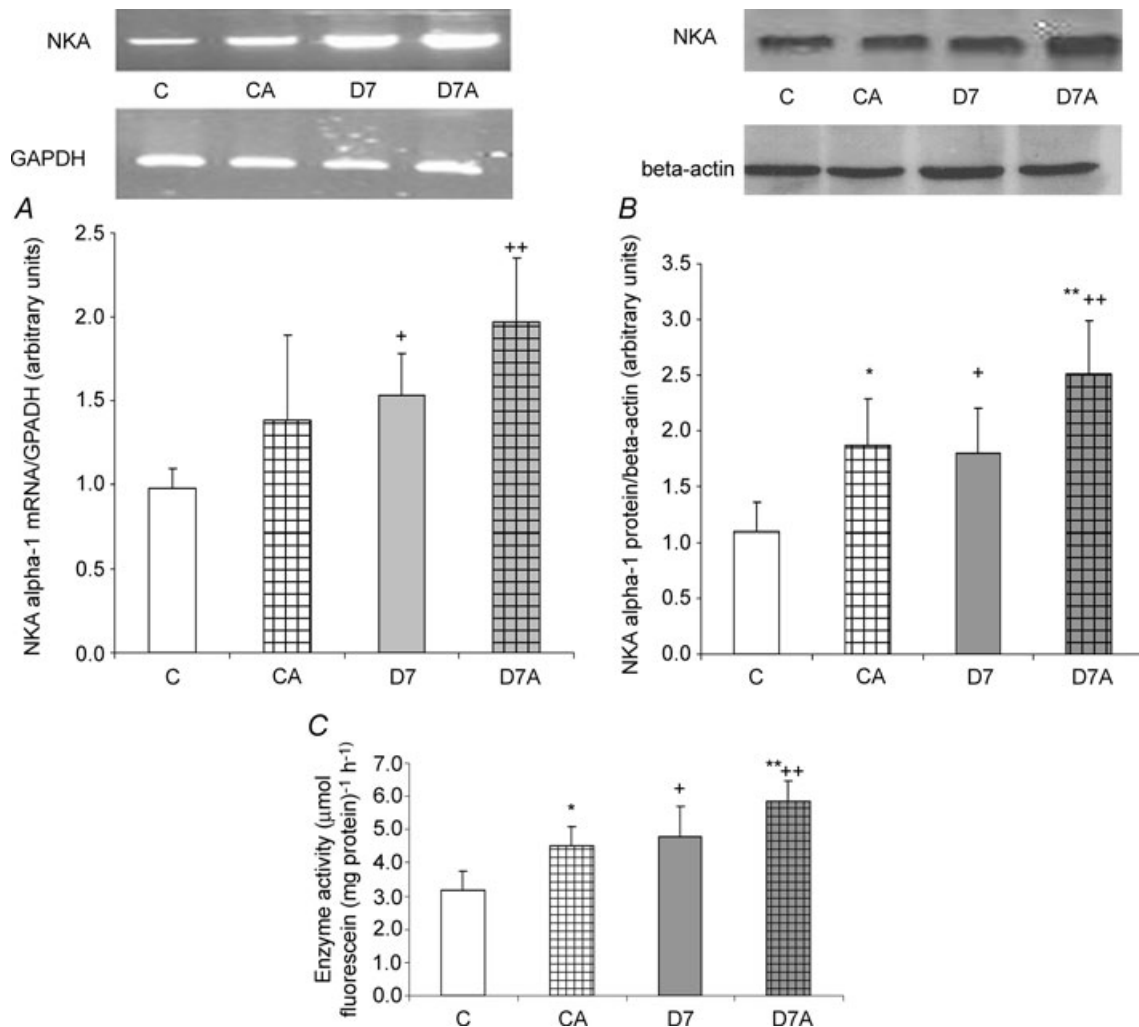 NKA
C CA D7 D7A
GAPDH
A
NKA alpha-1 mRNA/GPADH (arbitrary units)
2.5
2.0
1.5
1.0
0.5
0.0
+
++
C CA D7 D7A
NKA
C CA D7 D7A
beta-actin
B
NKA alpha-1 protein/beta-actin (arbitrary units)
3.5
3.0
2.5
2.0
1.5
1.0
0.5
0.0
*
+
** ++
C CA D7 D7A
C
Enzyme activity (μmol
fluorescein (mg protein)⁻¹ h⁻¹)
7.0
6.0
5.0
4.0
3.0
2.0
1.0
0.0
*
+
**++
C CA D7 D7A